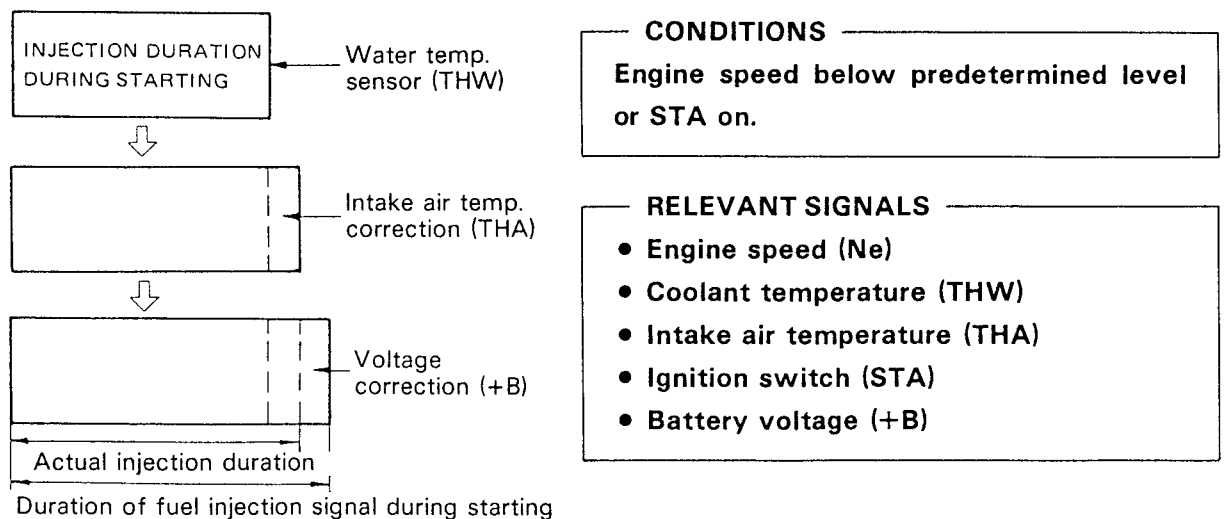 INJECTION DURATION
DURING STARTING
Water temp.
sensor (THW)
Intake air temp.
correction (THA)
Voltage
correction (+B)
Actual injection duration
Duration of fuel injection signal during starting
CONDITIONS
Engine speed below predetermined level
or STA on.
RELEVANT SIGNALS
• Engine speed (Ne)
• Coolant temperature (THW)
• Intake air temperature (THA)
• Ignition switch (STA)
• Battery voltage (+B)